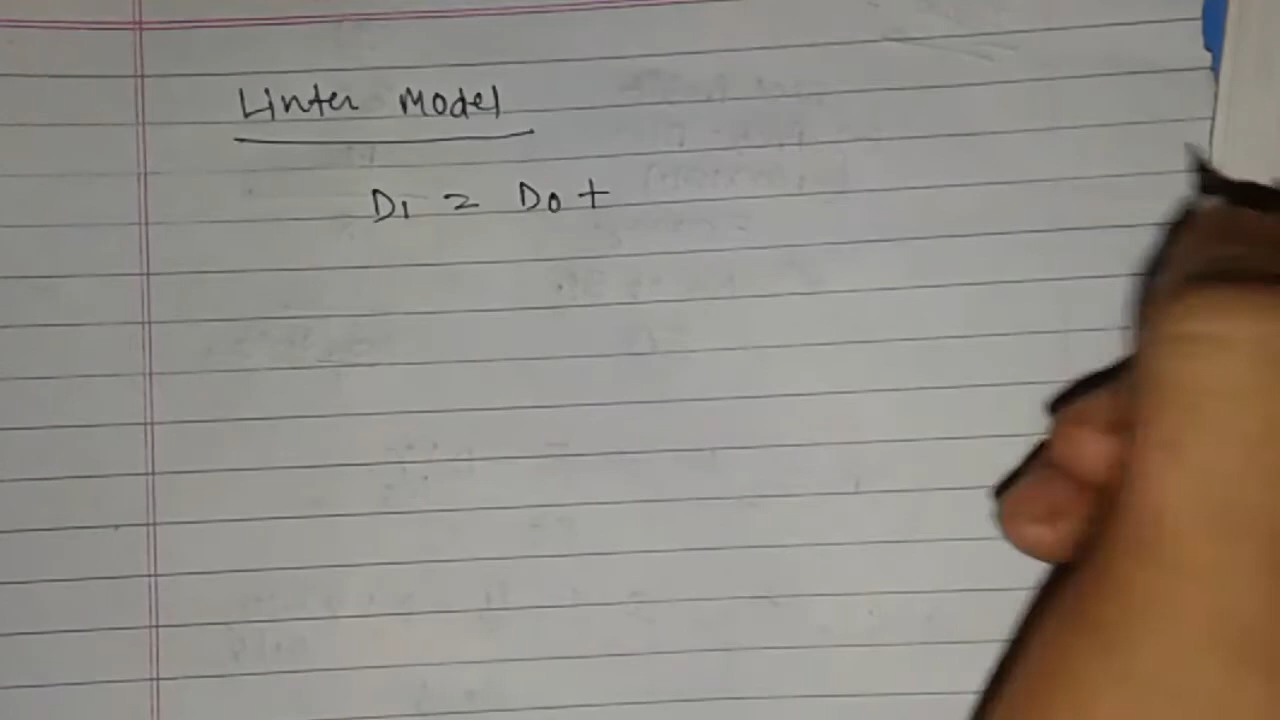 Linter Model
D1 = D0 +